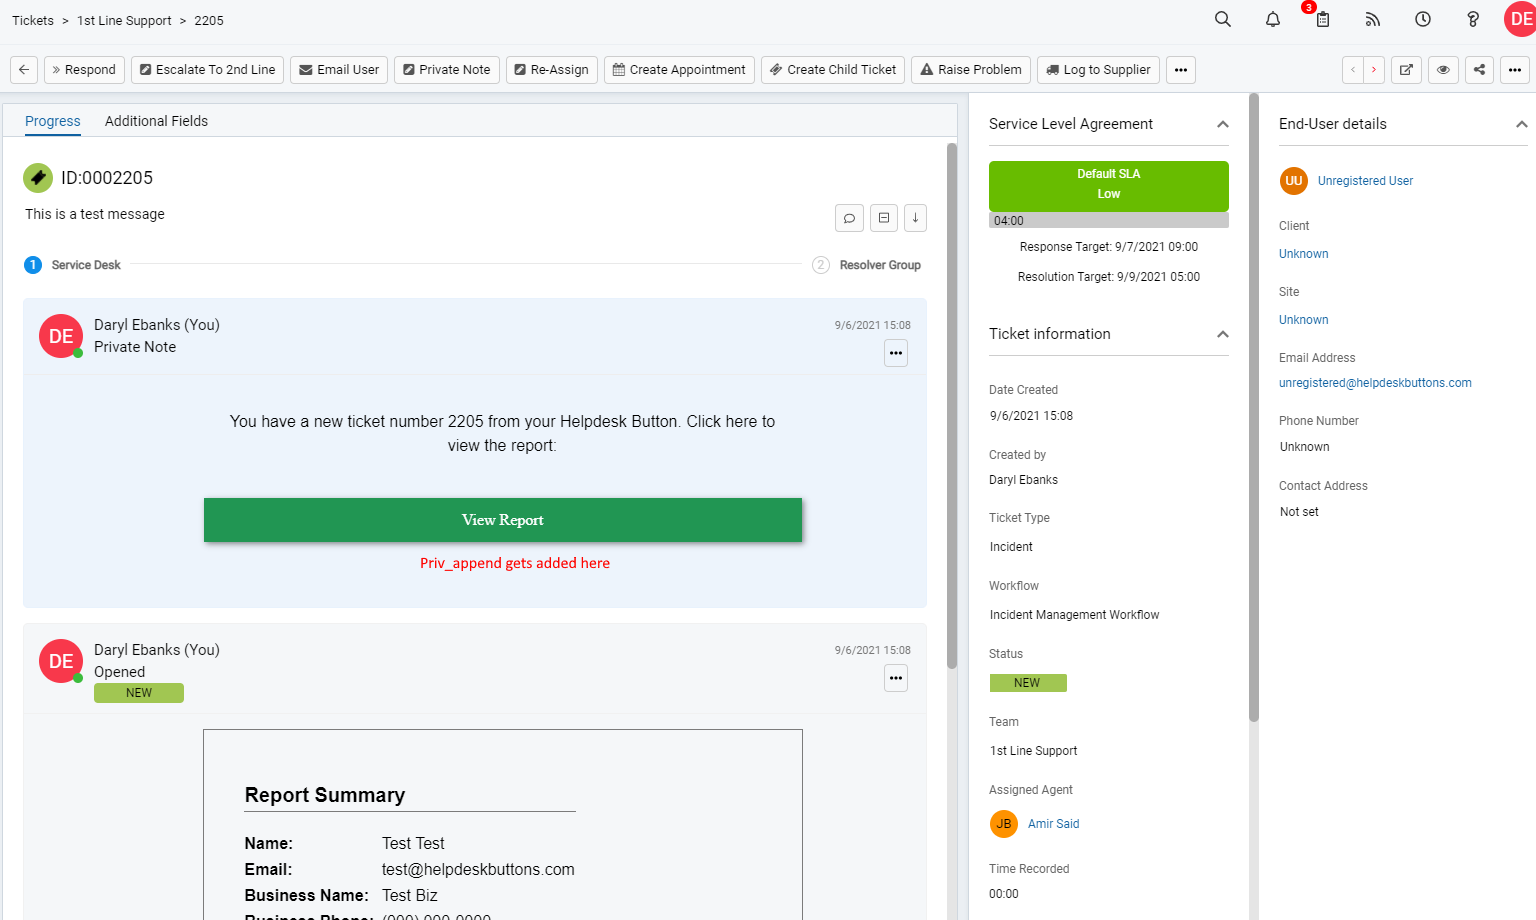 Tickets > 1st Line Support > 2205
3
DE
Respond
Escalate To 2nd Line
Email User
Private Note
Re-Assign
Create Appointment
Create Child Ticket
Raise Problem
Log to Supplier
Progress
Additional Fields
ID:0002205
This is a test message
1 Service Desk
2 Resolver Group
DE
Daryl Ebanks (You)
Private Note
9/6/2021 15:08
You have a new ticket number 2205 from your Helpdesk Button. Click here to
view the report:
View Report
Priv_append gets added here
DE
Daryl Ebanks (You)
Opened
NEW
9/6/2021 15:08
Report Summary
Name: Test Test
Email: test@helpdeskbuttons.com
Business Name: Test Biz
Business Phone: (000) 000-0000
Service Level Agreement
Default SLA
Low
04:00
Response Target: 9/7/2021 09:00
Resolution Target: 9/9/2021 05:00
Ticket information
Date Created
9/6/2021 15:08
Created by
Daryl Ebanks
Ticket Type
Incident
Workflow
Incident Management Workflow
Status
NEW
Team
1st Line Support
Assigned Agent
JB Amir Said
Time Recorded
00:00
End-User details
UU Unregistered User
Client
Unknown
Site
Unknown
Email Address
unregistered@helpdeskbuttons.com
Phone Number
Unknown
Contact Address
Not set